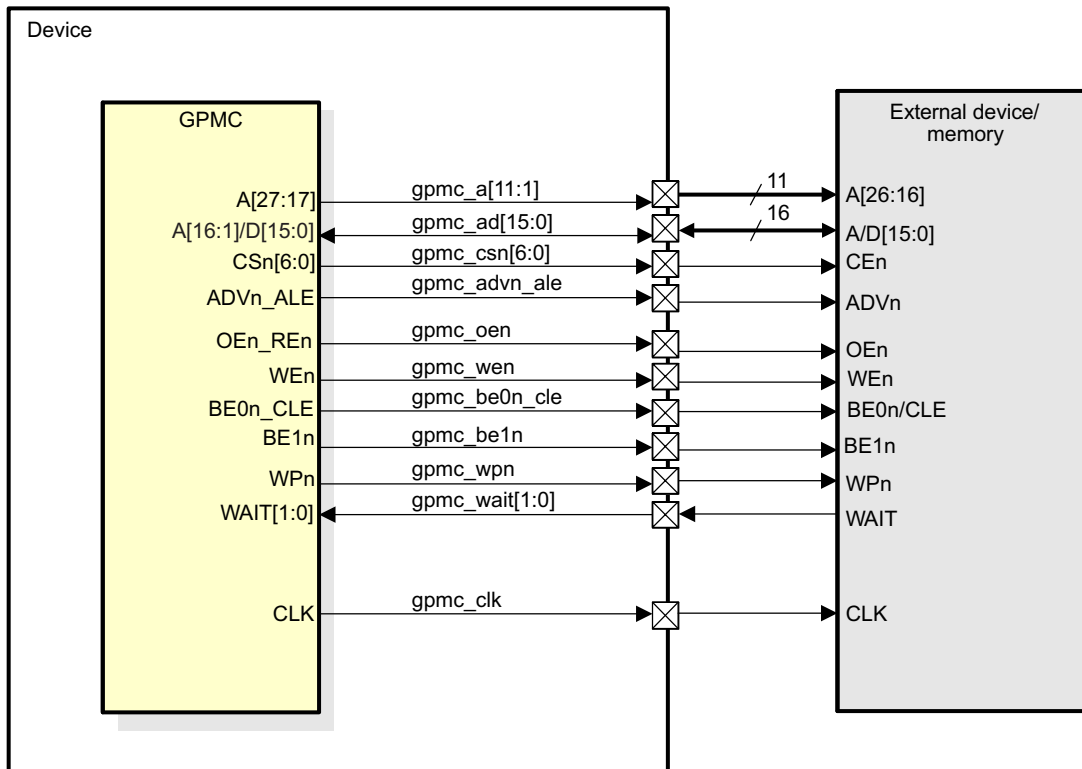 Device
GPMC
External device/
memory
A[27:17]
gpmc_a[11:1]
11
A[26:16]
A[16:1]/D[15:0]
gpmc_ad[15:0]
16
A/D[15:0]
CSn[6:0]
gpmc_csn[6:0]
CEn
ADVn_ALE
gpmc_advn_ale
ADVn
OEn_REn
gpmc_oen
OEn
WEn
gpmc_wen
WEn
BE0n_CLE
gpmc_be0n_cle
BE0n/CLE
BE1n
gpmc_be1n
BE1n
WPn
gpmc_wpn
WPn
WAIT[1:0]
gpmc_wait[1:0]
WAIT
CLK
gpmc_clk
CLK